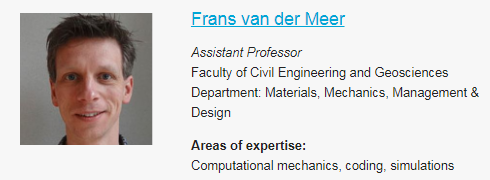 Frans van der Meer
Assistant Professor
Faculty of Civil Engineering and Geosciences
Department: Materials, Mechanics, Management &
Design
Areas of expertise:
Computational mechanics, coding, simulations